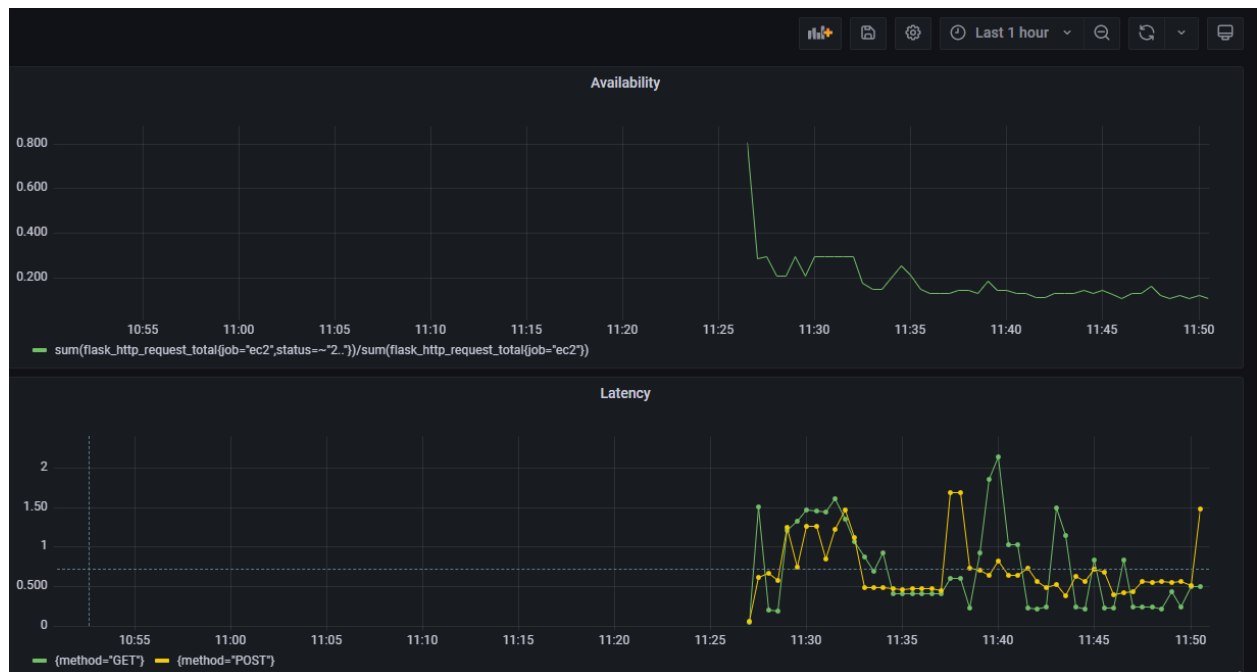 Last 1 hour
Availability
0.800
0.600
0.400
0.200
10:55 11:00 11:05 11:10 11:15 11:20 11:25 11:30 11:35 11:40 11:45 11:50
sum(flask_http_request_total{job="ec2",status=~"2.."})/sum(flask_http_request_total{job="ec2"})
Latency
2
1.50
1
0.500
0
10:55 11:00 11:05 11:10 11:15 11:20 11:25 11:30 11:35 11:40 11:45 11:50
{method="GET"} {method="POST"}